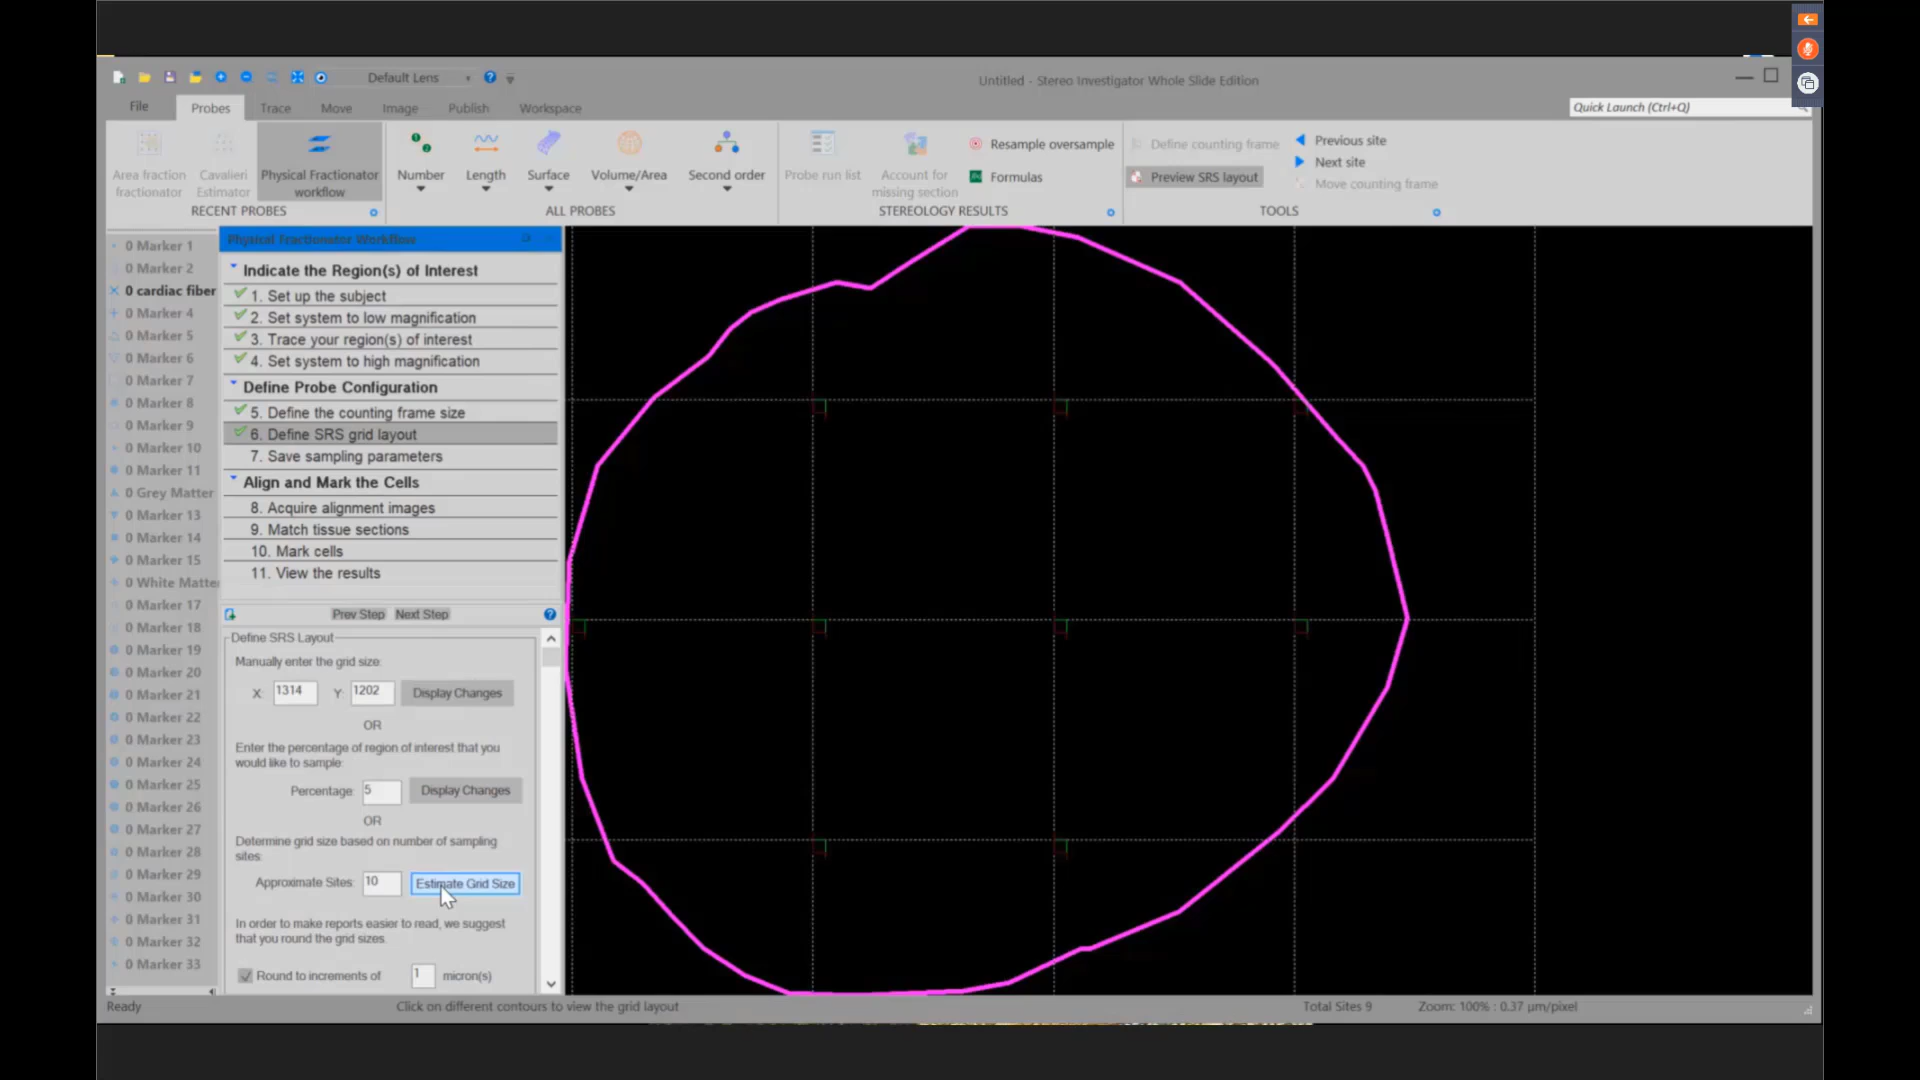 Default Lens
Untitled - Stereo Investigator Whole Slide Edition
File
Probes
Trace
Move
Image
Publish
Workspace
Quick Launch (Ctrl+Q)
Area fraction
fractionator
Cavalieri
Estimator
Physical Fractionator
workflow
RECENT PROBES
Number
Length
Surface
Volume/Area
Second order
ALL PROBES
Probe run list
Account for
missing section
Resample oversample
Formulas
STEREOLOGY RESULTS
Define counting frame
Preview SRS layout
Previous site
Next site
Move counting frame
TOOLS
0 Marker 1
0 Marker 2
0 cardiac fiber
0 Marker 4
0 Marker 5
0 Marker 6
0 Marker 7
0 Marker 8
0 Marker 9
0 Marker 10
0 Marker 11
0 Grey Matter
0 Marker 13
0 Marker 14
0 Marker 15
0 White Matte
0 Marker 17
0 Marker 18
0 Marker 19
0 Marker 20
0 Marker 21
0 Marker 22
0 Marker 23
0 Marker 24
0 Marker 25
0 Marker 26
0 Marker 27
0 Marker 28
0 Marker 29
0 Marker 30
0 Marker 31
0 Marker 32
0 Marker 33
Physical Fractionator Workflow
Indicate the Region(s) of Interest
1. Set up the subject
2. Set system to low magnification
3. Trace your region(s) of interest
4. Set system to high magnification
Define Probe Configuration
5. Define the counting frame size
6. Define SRS grid layout
7. Save sampling parameters
Align and Mark the Cells
8. Acquire alignment images
9. Match tissue sections
10. Mark cells
11. View the results
Prev Step Next Step
Define SRS Layout
Manually enter the grid size:
X: 1314 Y: 1202 Display Changes
OR
Enter the percentage of region of interest that you
would like to sample:
Percentage: 5 Display Changes
OR
Determine grid size based on number of sampling
sites:
Approximate Sites: 10 Estimate Grid Size
In order to make reports easier to read, we suggest
that you round the grid sizes.
Round to increments of 1 micron(s)
Ready
Click on different contours to view the grid layout
Total Sites 9
Zoom: 100% : 0.37 µm/pixel